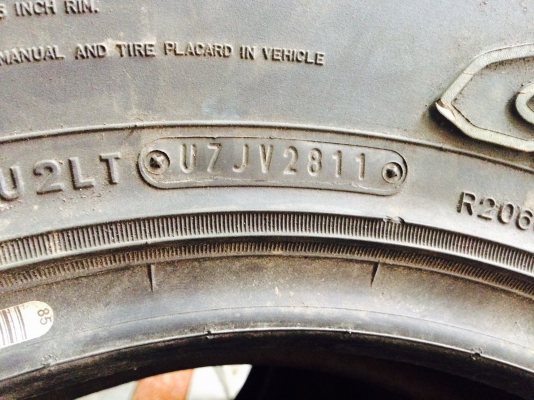 INCH RIM.
MANUAL AND TIRE PLACARD IN VEHICLE
U2LT U7JV2811 R206
85